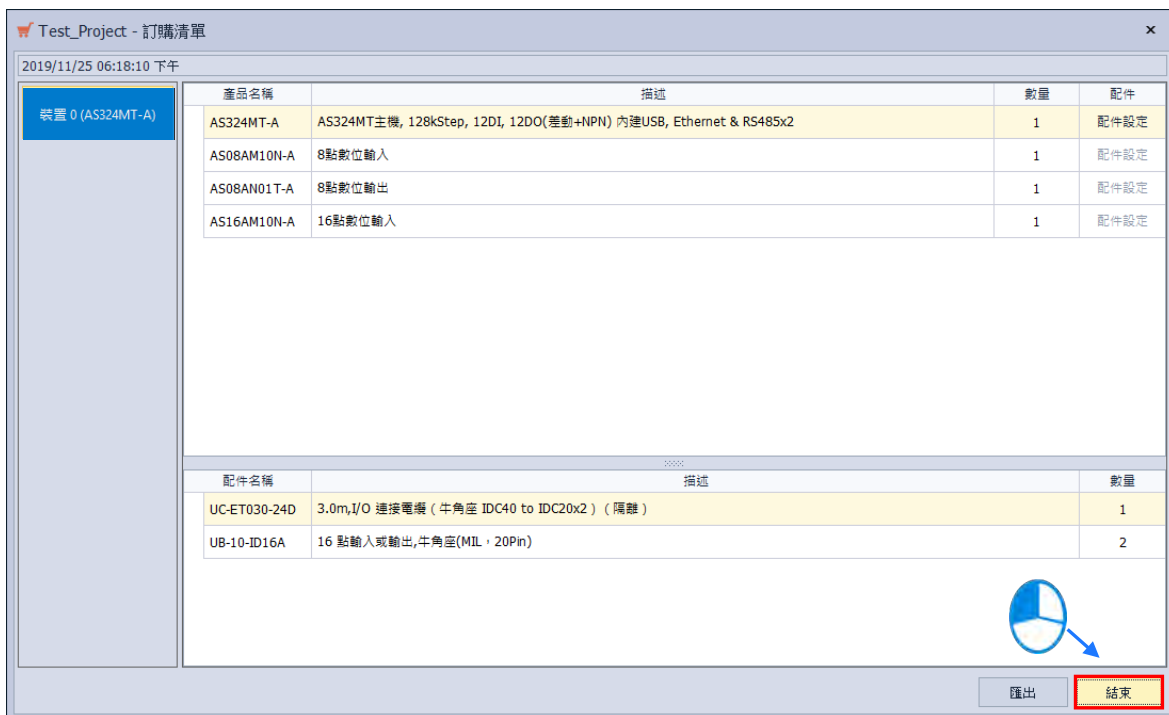 Test_Project - 訂購清單
×
2019/11/25 06:18:10 下午
裝置 0 (AS324MT-A)
產品名稱 描述 數量 配件
AS324MT-A AS324MT主機, 128kStep, 12DI, 12DO(差動+NPN) 內建USB, Ethernet & RS485x2 1 配件設定
AS08AM10N-A 8點數位輸入 1 配件設定
AS08AN01T-A 8點數位輸出 1 配件設定
AS16AM10N-A 16點數位輸入 1 配件設定
配件名稱 描述 數量
UC-ET030-24D 3.0m,I/O 連接電纜(牛角座 IDC40 to IDC20x2)(隔離) 1
UB-10-ID16A 16 點輸入或輸出,牛角座(MIL,20Pin) 2
匯出 結束